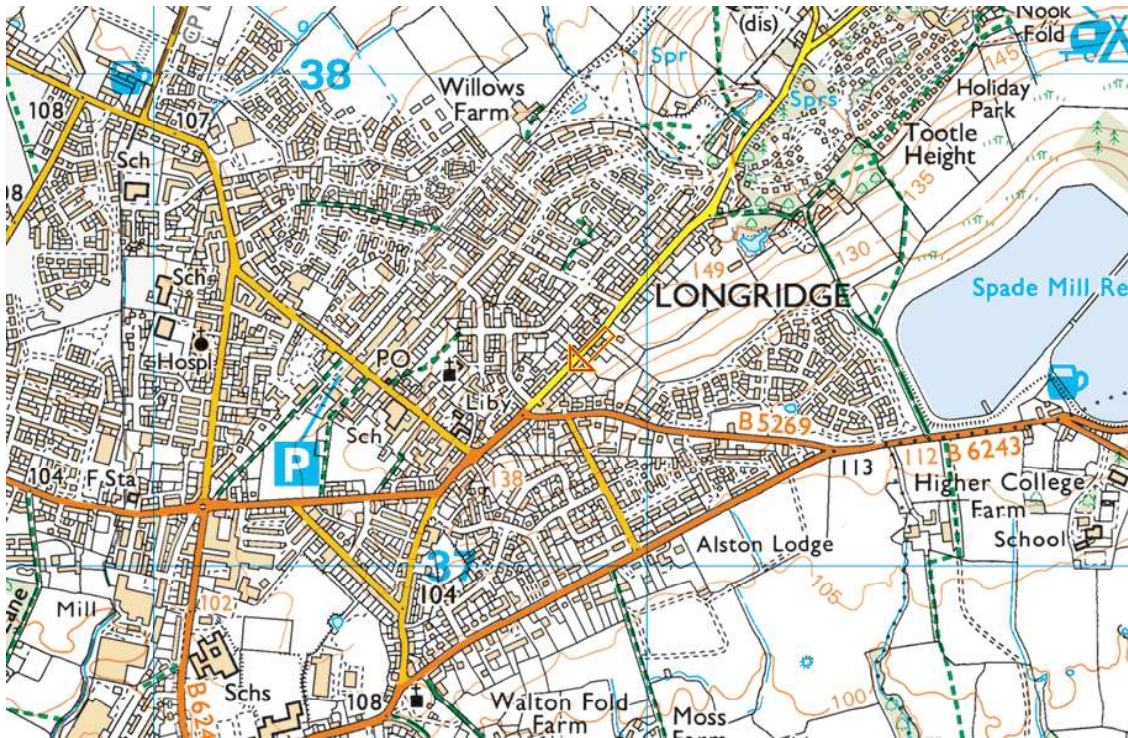 (dis)
Nook
Fold
38
Spr
145
Willows
Farm
Sprs
Holiday
Park
108
107
Tootle
Height
Sch
135
130
149
LONGRIDGE
Spade Mill Re
Sch
Hospl
PO
Liby
Sch
B 5269
P
113
112
B 6243
104
F Sta
138
Higher College
Farm
School
Alston Lodge
37
104
105
Mill
102
Schs
108
B 624
100
Walton Fold
Farm
Moss